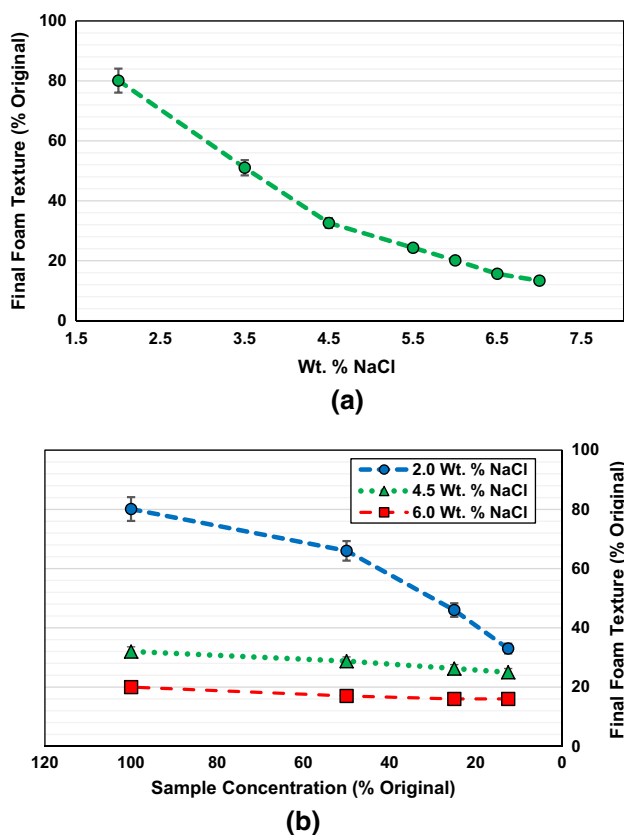 100
80
60
40
20
0
Final Foam Texture (% Original)
1.5 2.5 3.5 4.5 5.5 6.5 7.5
Wt. % NaCl
(a)
2.0 Wt. % NaCl
4.5 Wt. % NaCl
6.0 Wt. % NaCl
100
80
60
40
20
0
Final Foam Texture (% Original)
120 100 80 60 40 20 0
Sample Concentration (% Original)
(b)